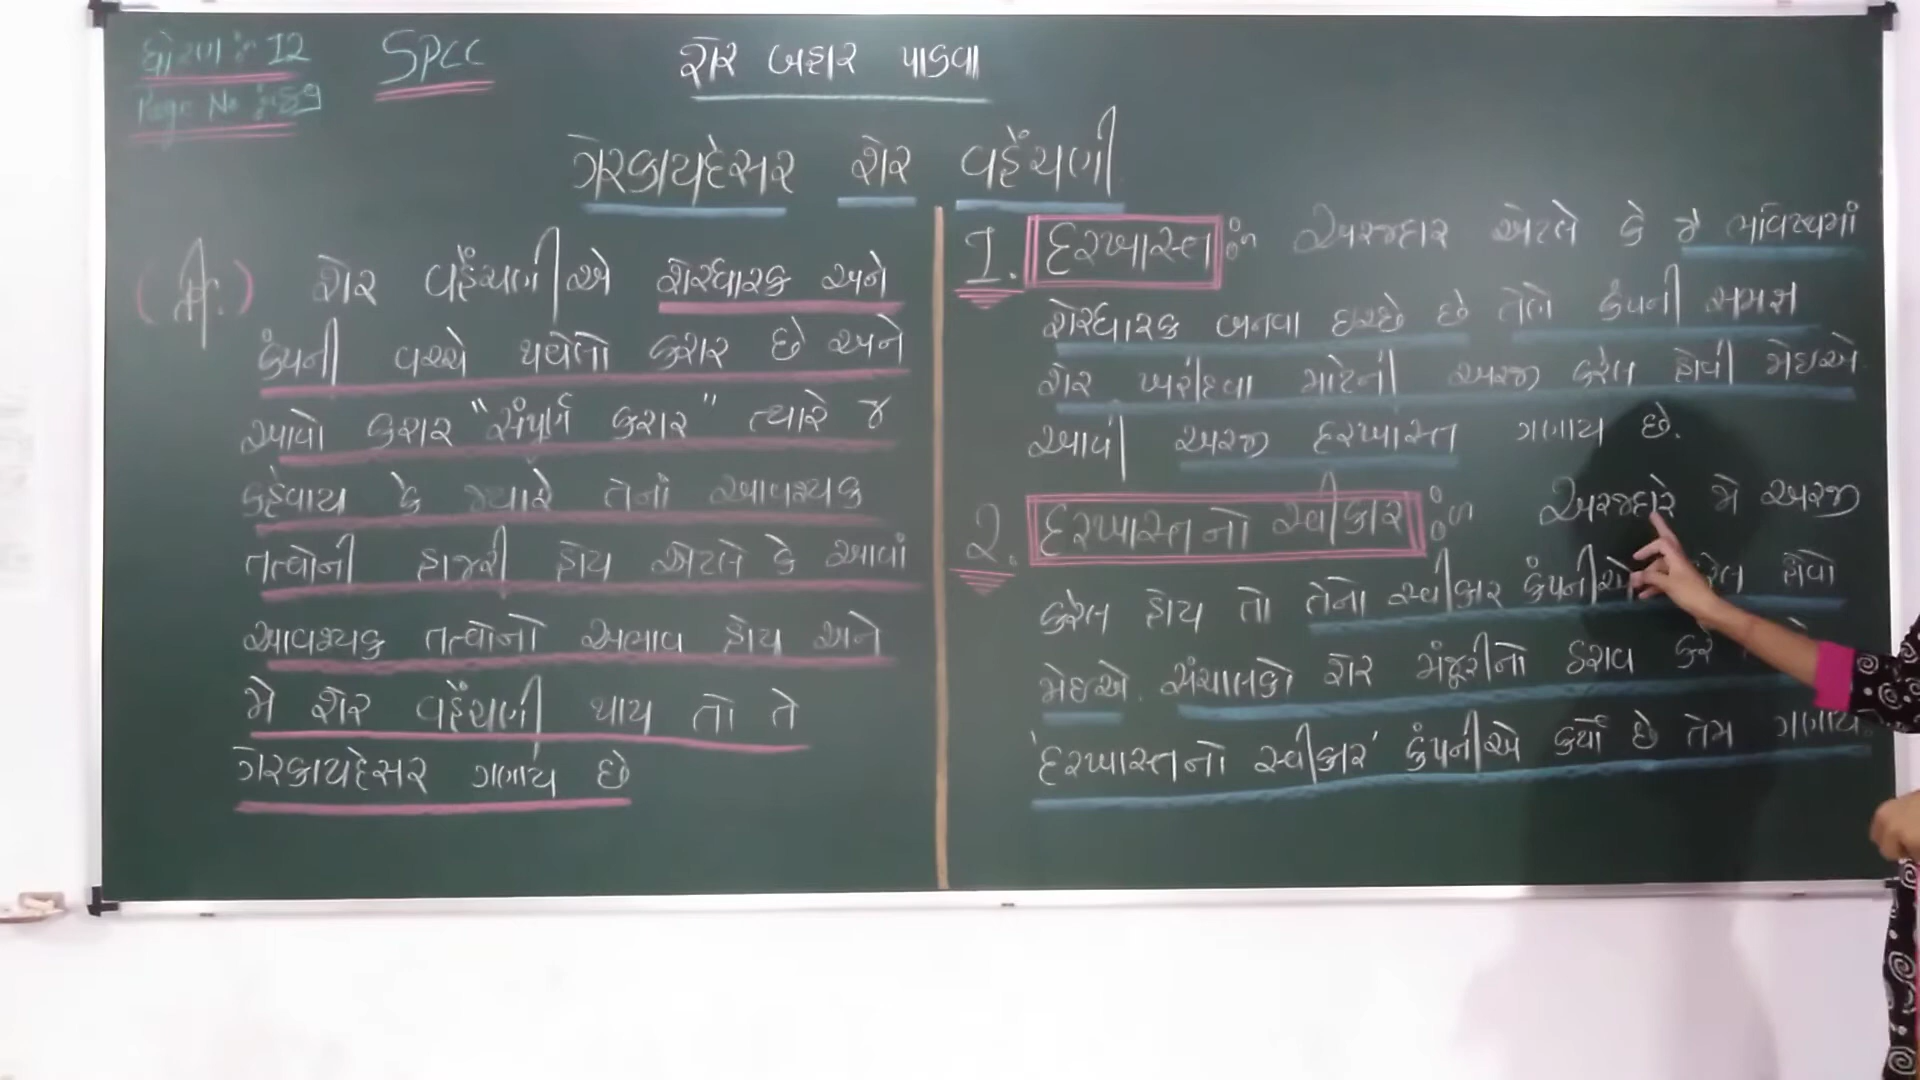 ધોરણ : 12
Page No : 59
SPCC
શેર બહાર પાડવા
ગેરકાયદેસર શેર વહેંચણી
(A.) શેર વહેંચણીએ શેરધારક અને
કંપની વચ્ચે થયેલો કરાર છે અને
આવો કરાર "સંપૂર્ણ કરાર" ત્યારે જ
કહેવાય કે જ્યારે તેનાં આવશ્યક
તત્વોની હાજરી હોય એટલે કે આવાં
આવશ્યક તત્વોનો અભાવ હોય અને
જો શેર વહેંચણી થાય તો તે
ગેરકાયદેસર ગણાય છે
1. દરખાસ્ત : અરજદાર એટલે કે જે ભવિષ્યમાં
શેરધારક બનવા ઇચ્છે છે તેણે કંપની સમક્ષ
શેર ખરીદવા માટેની અરજી કરેલ હોવી જોઇએ.
આવી અરજી દરખાસ્ત ગણાય છે.
2. દરખાસ્તનો સ્વીકાર : અરજદારે જો અરજી
કરેલ હોય તો તેનો સ્વીકાર કંપનીએ હોવો
જોઇએ. સંચાલકો શેર મંજૂરીનો ઠરાવ કરે
'દરખાસ્તનો સ્વીકાર' કંપનીએ કર્યો છે તેમ ગણાય.